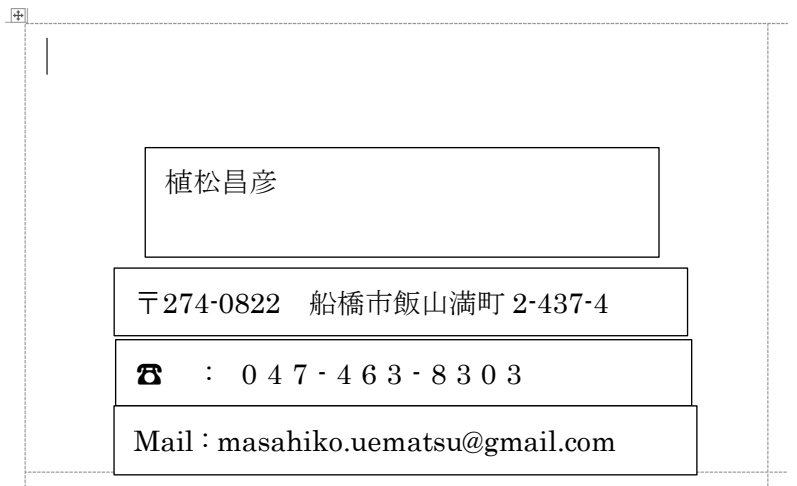 植松昌彦
〒274-0822　船橋市飯山満町 2-437-4
☎　：　０４７‐４６３‐８３０３
Mail：masahiko.uematsu@gmail.com